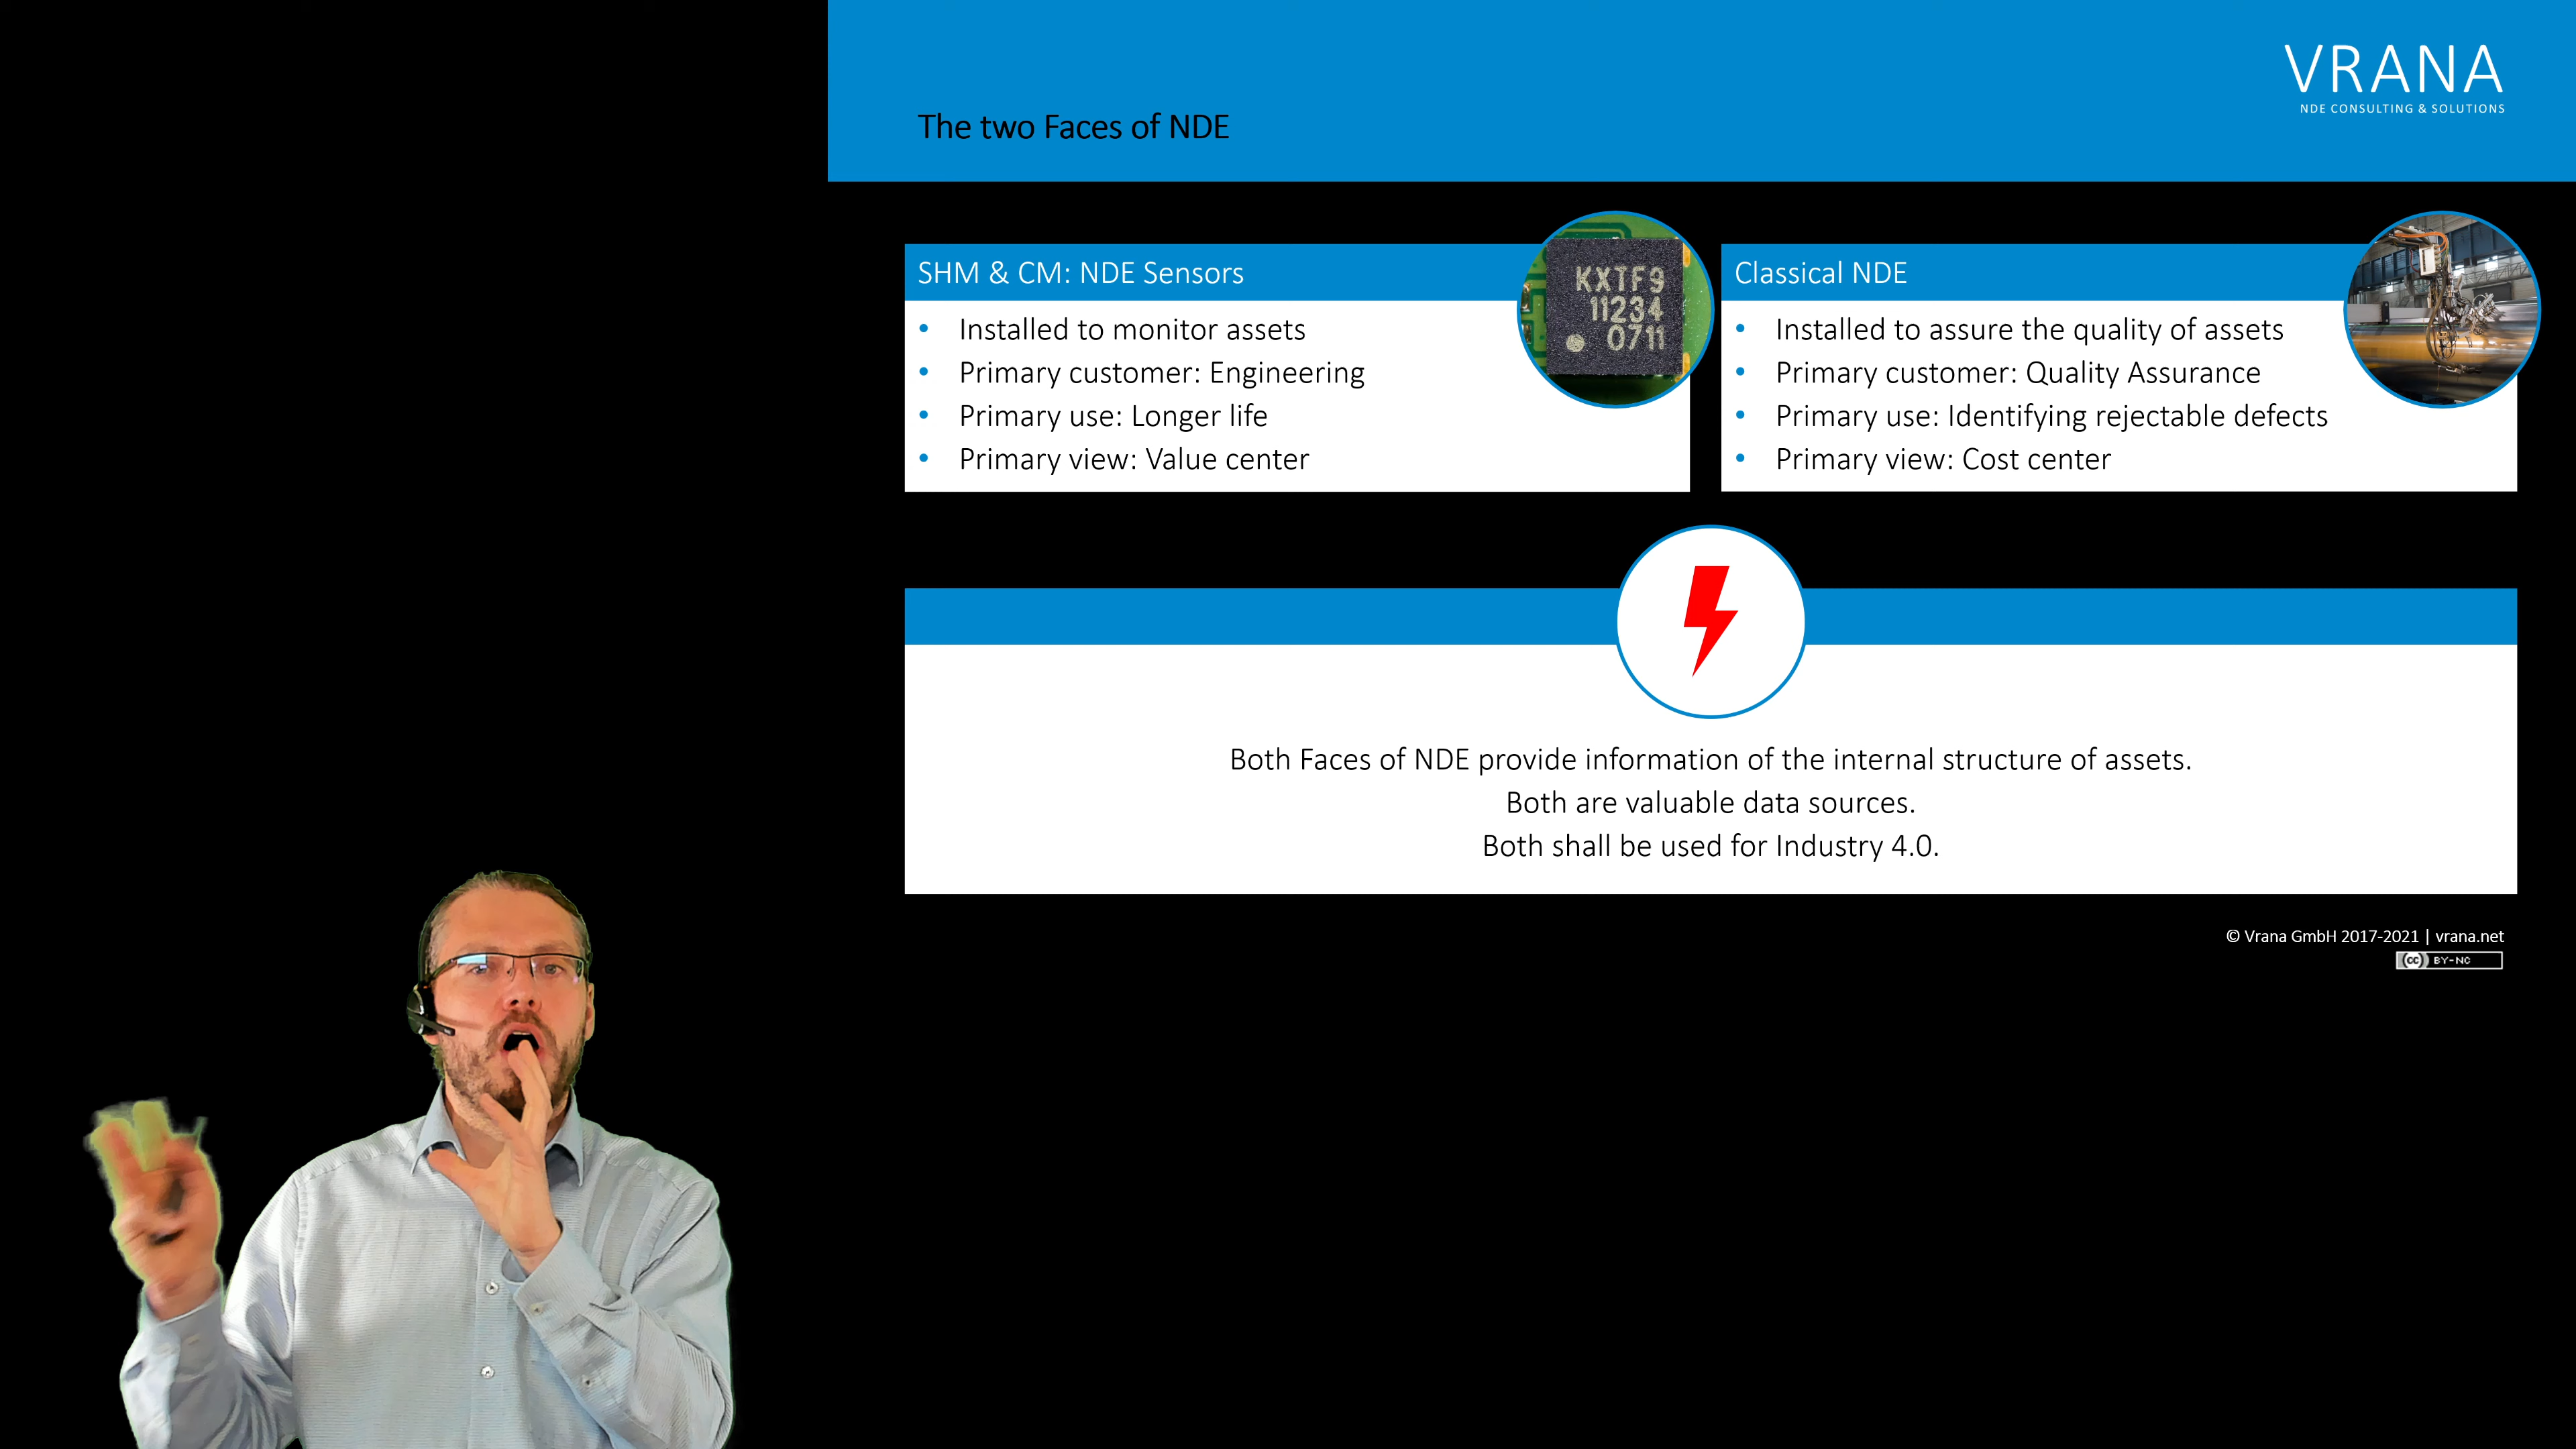 VRANA
NDE CONSULTING & SOLUTIONS
The two Faces of NDE
SHM & CM: NDE Sensors
• Installed to monitor assets
• Primary customer: Engineering
• Primary use: Longer life
• Primary view: Value center
KXTF9
11234
0711
Classical NDE
• Installed to assure the quality of assets
• Primary customer: Quality Assurance
• Primary use: Identifying rejectable defects
• Primary view: Cost center
Both Faces of NDE provide information of the internal structure of assets.
Both are valuable data sources.
Both shall be used for Industry 4.0.
© Vrana GmbH 2017-2021 | vrana.net
cc BY-NC